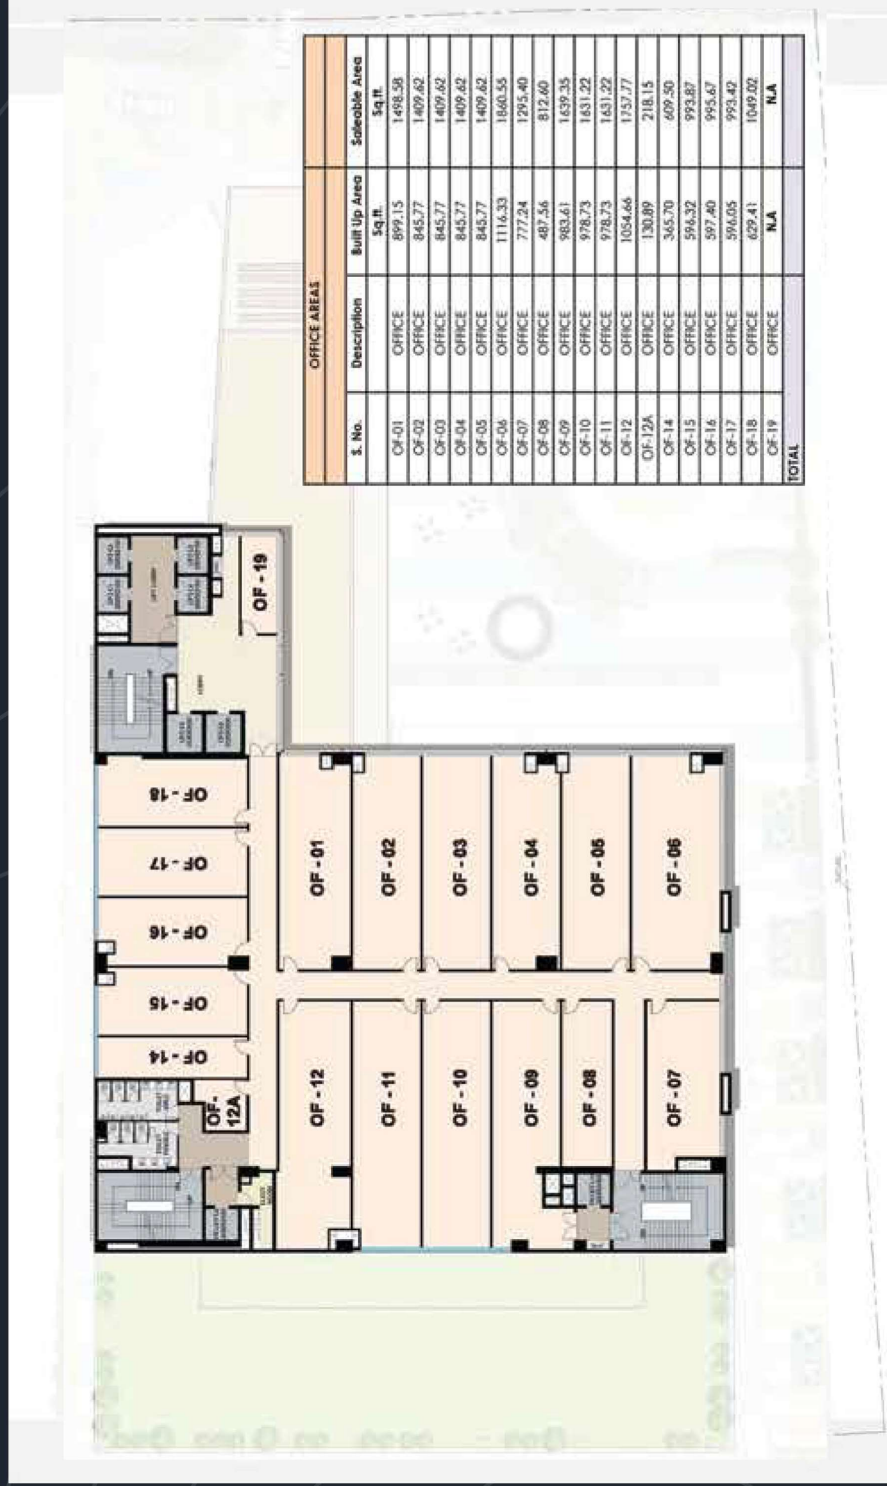 OFFICE AREAS
S. No. Description Built Up Area Saleable Area
Sq.ft. Sq.ft.
OF-01 OFFICE 899.15 1498.58
OF-02 OFFICE 845.77 1409.62
OF-03 OFFICE 845.77 1409.62
OF-04 OFFICE 845.77 1409.62
OF-05 OFFICE 845.77 1409.62
OF-06 OFFICE 1116.33 1860.55
OF-07 OFFICE 777.24 1295.40
OF-08 OFFICE 487.56 812.60
OF-09 OFFICE 983.61 1639.35
OF-10 OFFICE 978.73 1631.22
OF-11 OFFICE 978.73 1631.22
OF-12 OFFICE 1054.66 1757.77
OF-12A OFFICE 130.89 218.15
OF-14 OFFICE 365.70 609.50
OF-15 OFFICE 596.32 993.87
OF-16 OFFICE 597.40 995.67
OF-17 OFFICE 596.05 993.42
OF-18 OFFICE 629.41 1049.02
OF-19 OFFICE N.A N.A
TOTAL
OF - 19
LIFT LOBBY
LOBBY
OF - 18
OF - 17
OF - 16
OF - 15
OF - 14
OF-
12A
OF - 01
OF - 02
OF - 03
OF - 04
OF - 05
OF - 06
OF - 12
OF - 11
OF - 10
OF - 09
OF - 08
OF - 07